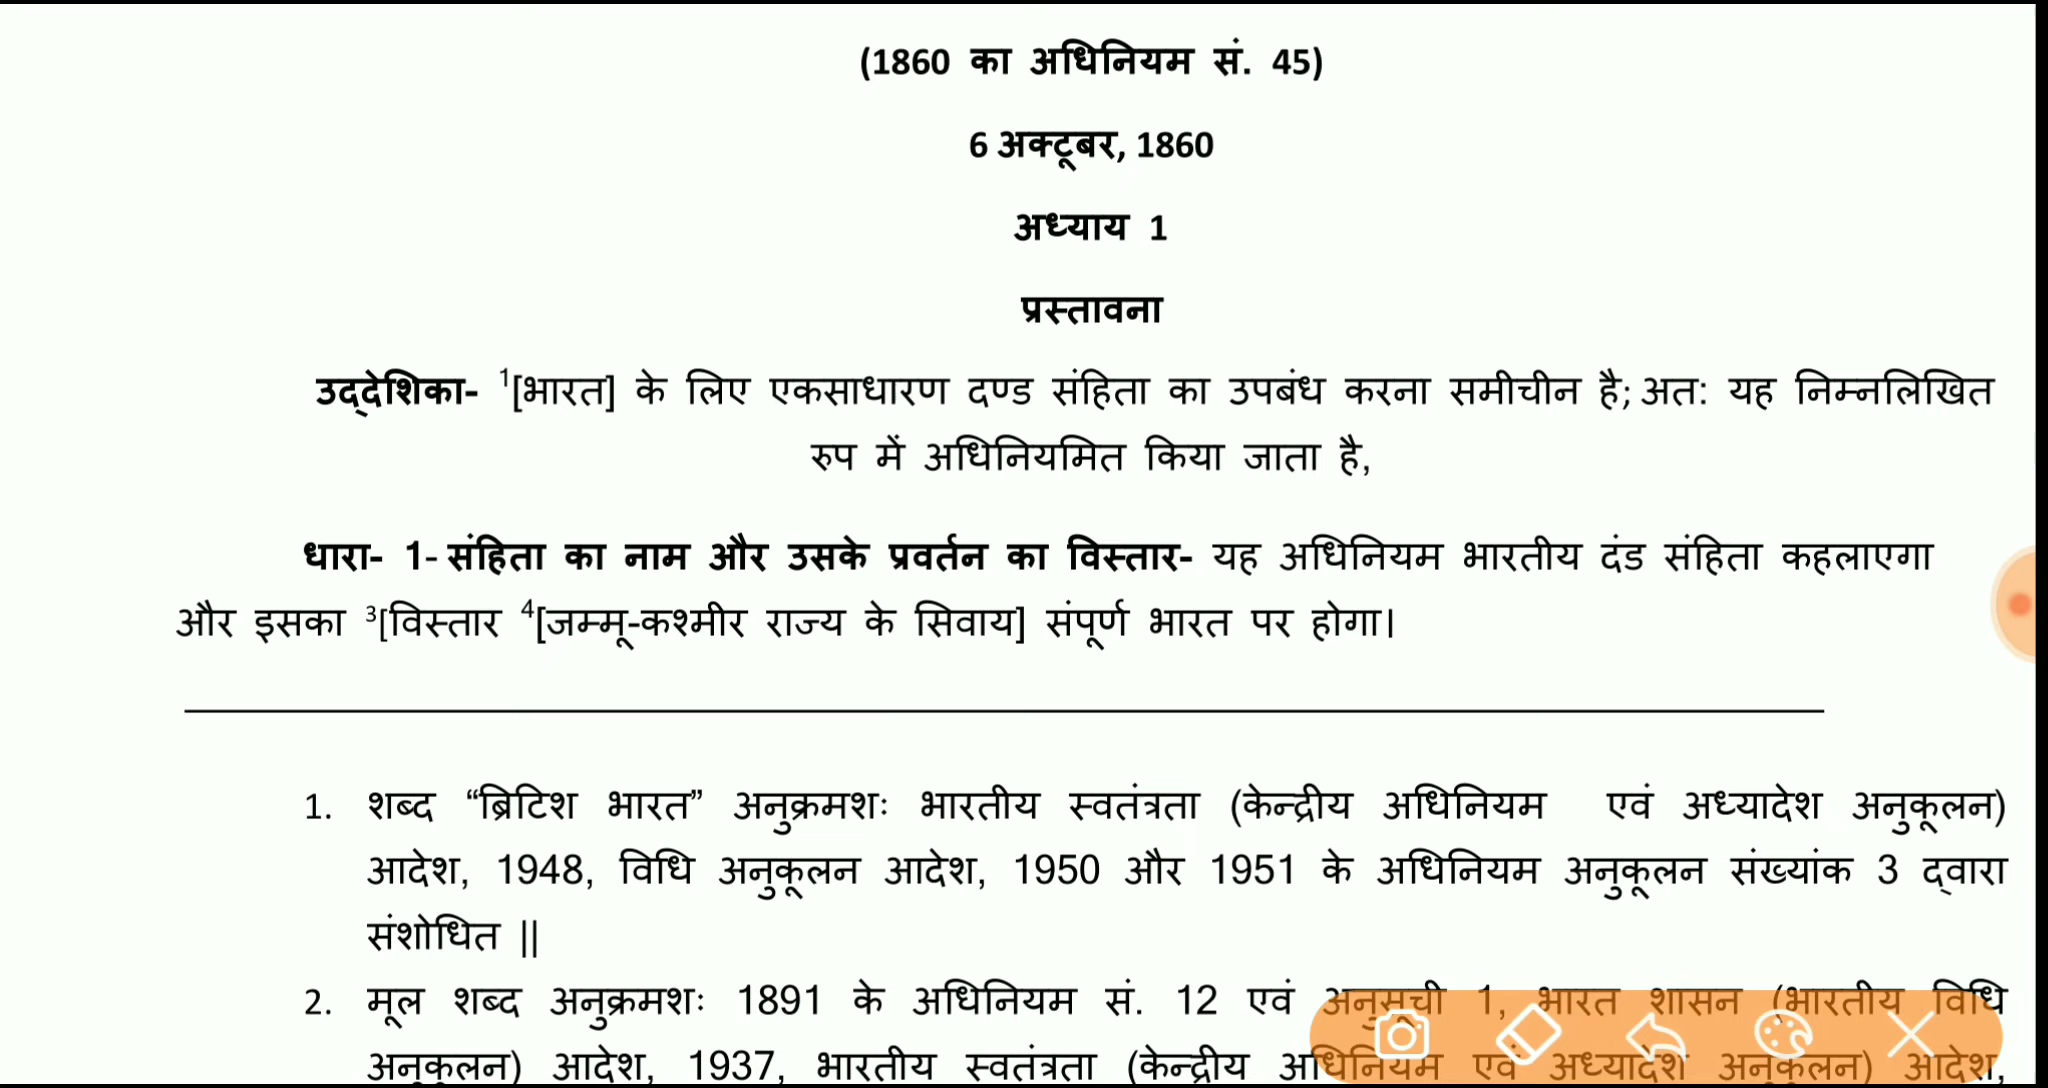 (1860 का अधिनियम सं. 45)
6 अक्टूबर, 1860
अध्याय 1
प्रस्तावना
उद्देशिका- ¹[भारत] के लिए एकसाधारण दण्ड संहिता का उपबंध करना समीचीन है; अत: यह निम्नलिखित
रुप में अधिनियमित किया जाता है,
धारा- 1- संहिता का नाम और उसके प्रवर्तन का विस्तार- यह अधिनियम भारतीय दंड संहिता कहलाएगा
और इसका ³[विस्तार ⁴[जम्मू-कश्मीर राज्य के सिवाय] संपूर्ण भारत पर होगा।
1. शब्द “ब्रिटिश भारत” अनुक्रमशः भारतीय स्वतंत्रता (केन्द्रीय अधिनियम एवं अध्यादेश अनुकूलन)
आदेश, 1948, विधि अनुकूलन आदेश, 1950 और 1951 के अधिनियम अनुकूलन संख्यांक 3 द्वारा
संशोधित ||
2. मूल शब्द अनुक्रमशः 1891 के अधिनियम सं. 12 एवं अनुसूची 1, भारत शासन (भारतीय विधि
अनुकूलन) आदेश, 1937, भारतीय स्वतंत्रता (केन्द्रीय अधिनियम एवं अध्यादेश अनुकूलन) आदेश,